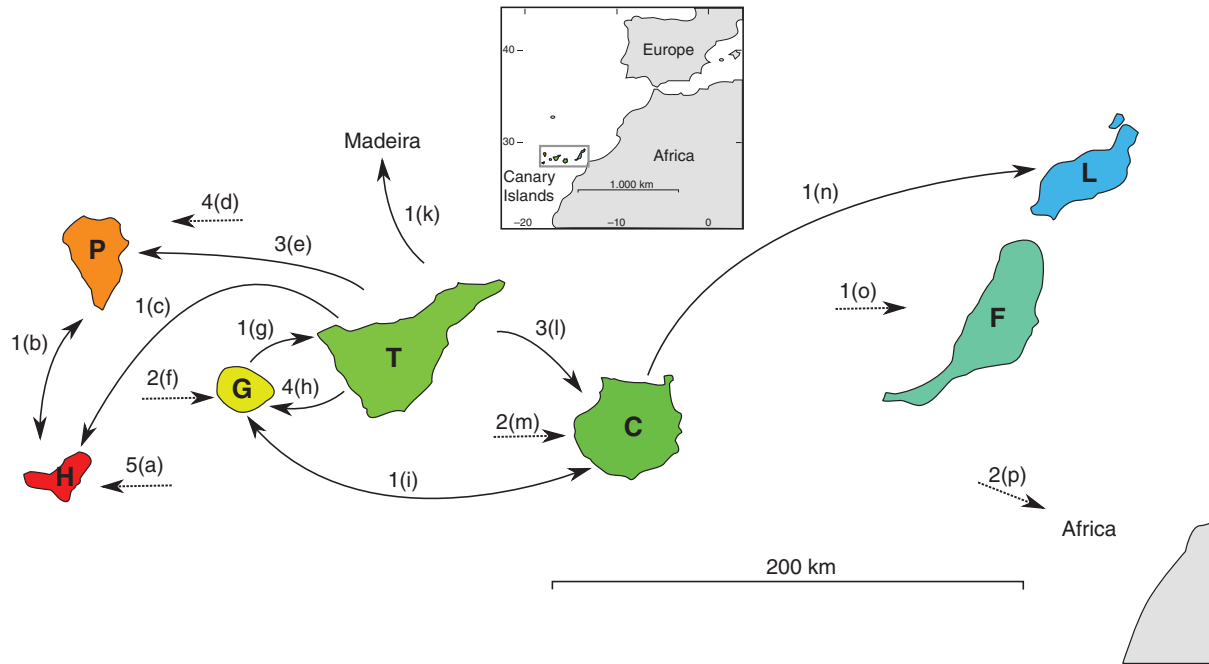 Europe
Africa
Canary
Islands
1.000 km
40
30
−20
−10
0
Madeira
1(k)
4(d)
P
3(e)
1(c)
1(b)
1(g)
T
3(l)
2(f)
G
4(h)
H
5(a)
1(i)
2(m)
C
1(n)
L
1(o)
F
2(p)
Africa
200 km